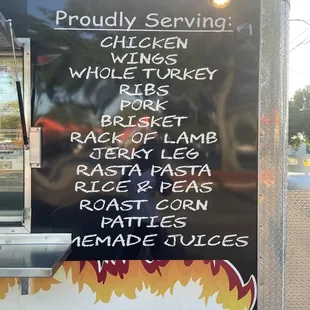 Proudly Serving:
CHICKEN
WINGS
WHOLE TURKEY
RIBS
PORK
BRISKET
RACK OF LAMB
JERKY LEG
RASTA PASTA
RICE & PEAS
ROAST CORN
PATTIES
MEMADE JUICES